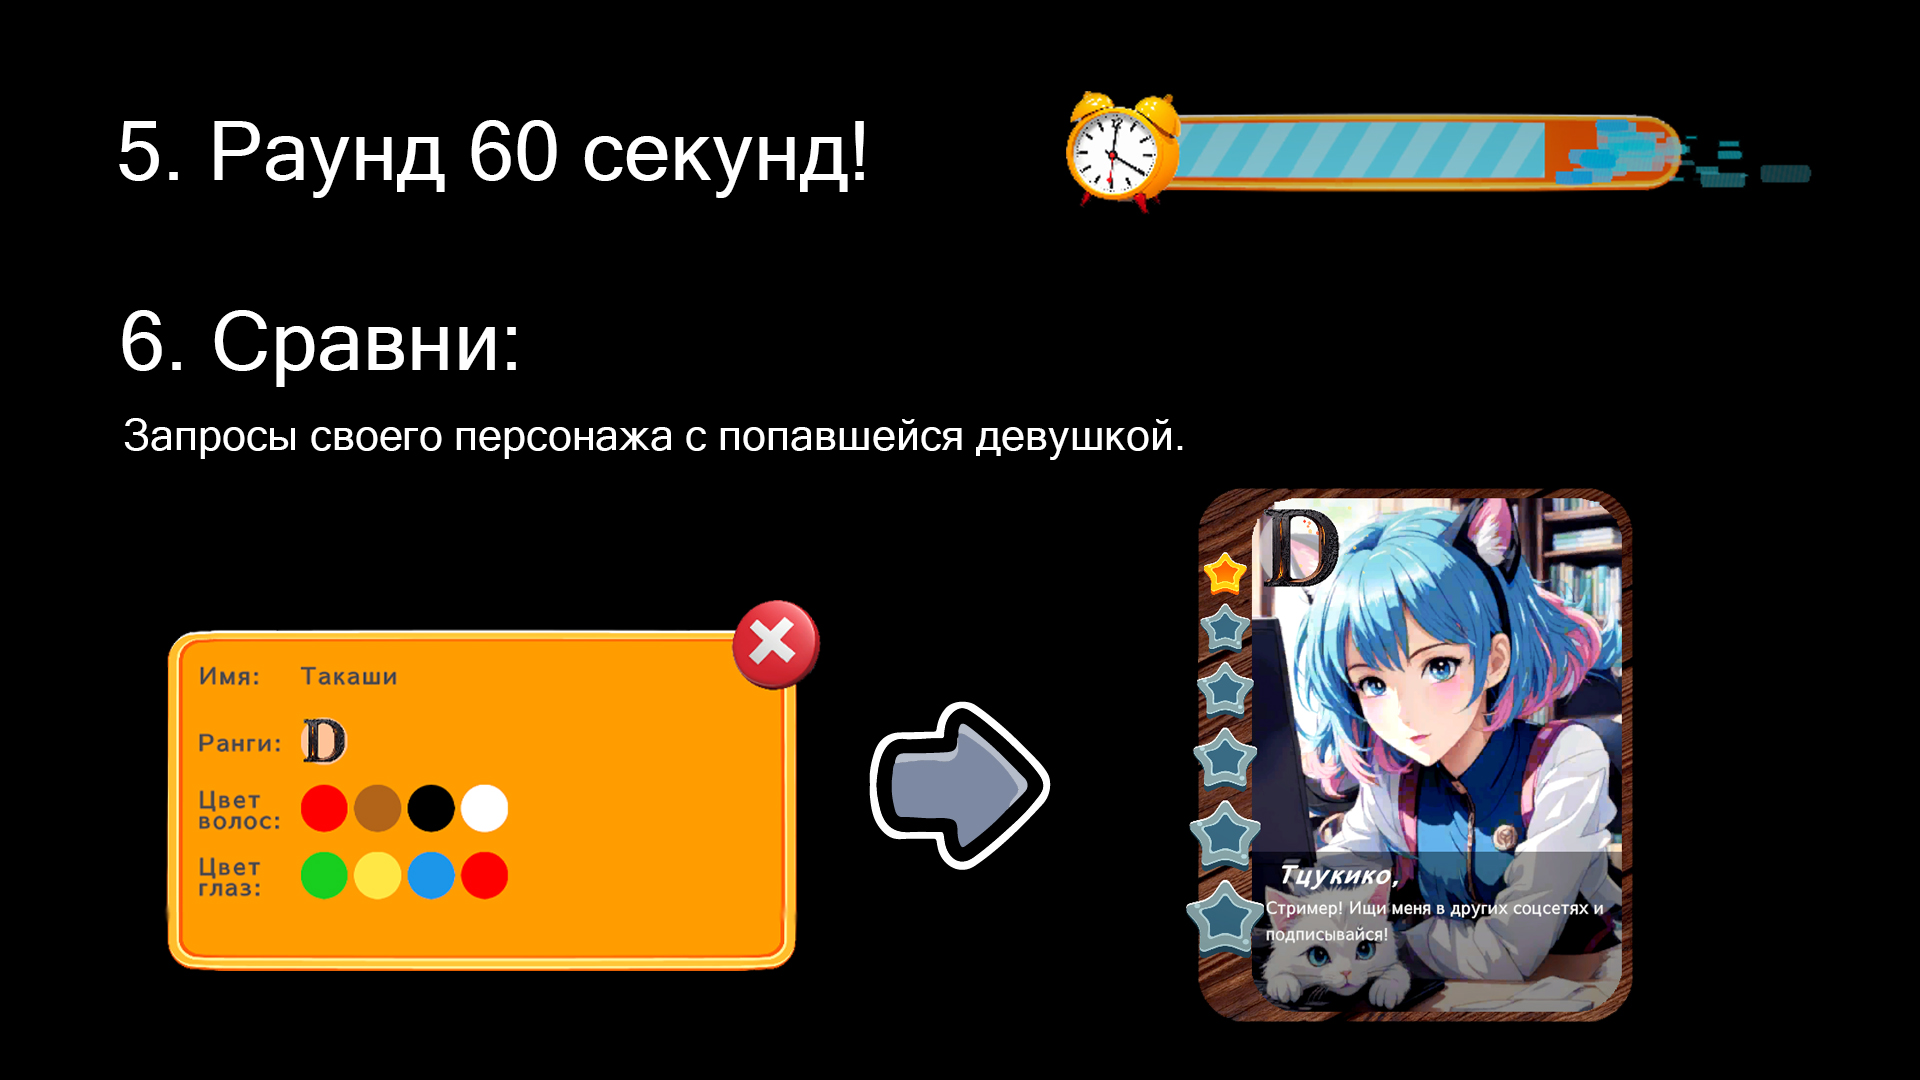 5. Раунд 60 секунд!
6. Сравни:
Запросы своего персонажа с попавшейся девушкой.
D
Имя: Такаши
Ранги: D
Цвет
волос:
Цвет
глаз:
Тцукико,
Стример! Ищи меня в других соцсетях и
подписывайся!